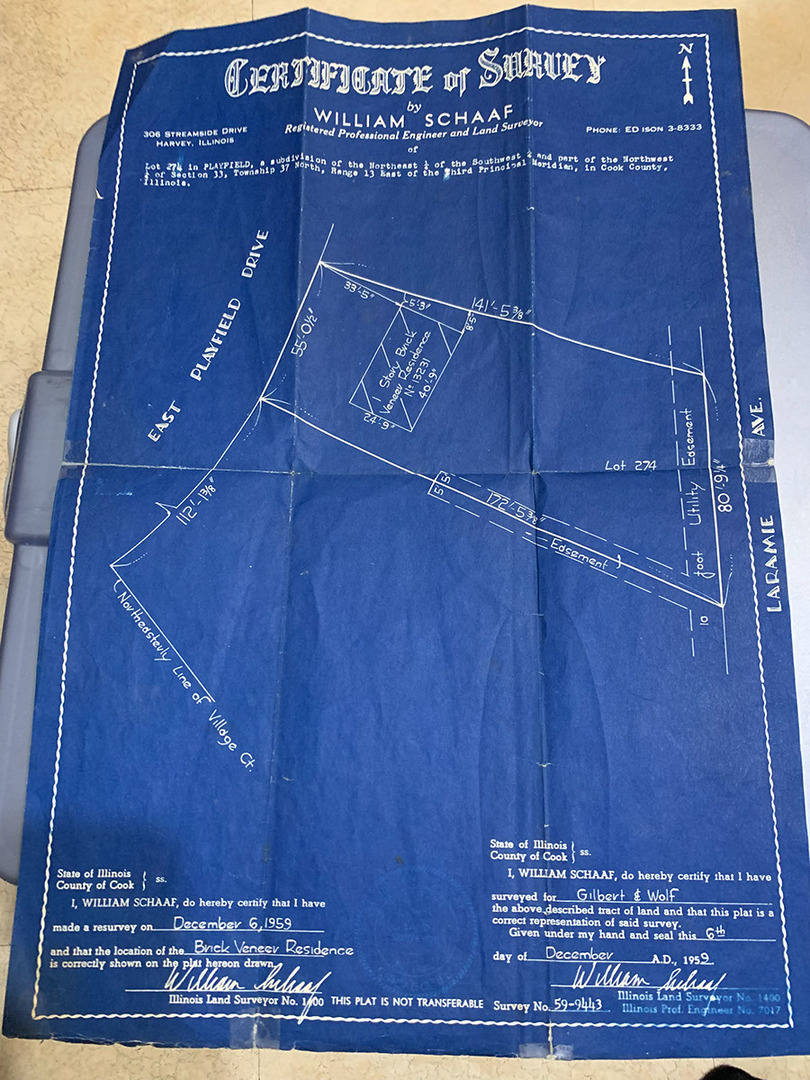 CERTIFICATE of SURVEY
N
by
WILLIAM SCHAAF
Registered Professional Engineer and Land Surveyor
306 STREAMSIDE DRIVE
HARVEY, ILLINOIS
PHONE: EDISON 3-8333
of
Lot 274 in PLAYFIELD, a subdivision of the Northeast ¼ of the Southwest ¼ and part of the Northwest
¼ of Section 33, Township 37 North, Range 13 East of the Third Principal Meridian, in Cook County,
Illinois.
EAST PLAYFIELD DRIVE
33'-5"
5'-3"
141'-5⅜"
8'-5"
55'-0½"
1 Story Brick
Veneer Residence
No 13231
40'-9"
24'-9"
Lot 274
foot Utility Easement
80'-9¼"
LARAMIE AVE.
112'-1⅜"
5' 5'
172'-5⅜"
Easement
10
Northeasterly Line of Village Ct.
State of Illinois
County of Cook } ss.
I, WILLIAM SCHAAF, do hereby certify that I have
made a resurvey on December 6, 1959
and that the location of the Brick Veneer Residence
is correctly shown on the plat hereon drawn.
William Schaaf
Illinois Land Surveyor No. 1400
THIS PLAT IS NOT TRANSFERABLE
State of Illinois
County of Cook } ss.
I, WILLIAM SCHAAF, do hereby certify that I have
surveyed for Gilbert & Wolf
the above described tract of land and that this plat is a
correct representation of said survey.
Given under my hand and seal this 6th
day of December A.D., 1959
William Schaaf
Survey No. 59-9443
Illinois Land Surveyor No. 1400
Illinois Prof. Engineer No. 7017